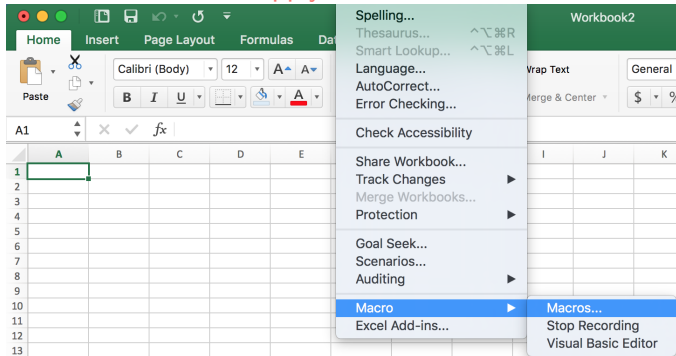 Workbook2
Home Insert Page Layout Formulas Da
Calibri (Body) 12 A A
Wrap Text
General
Paste
B I U A
Merge & Center
$ %
A1
fx
A B C D E I J K
1
2
3
4
5
6
7
8
9
10
11
12
13
Spelling...
Thesaurus... ^⌥⌘R
Smart Lookup... ^⌥⌘L
Language...
AutoCorrect...
Error Checking...
Check Accessibility
Share Workbook...
Track Changes
Merge Workbooks...
Protection
Goal Seek...
Scenarios...
Auditing
Macro
Excel Add-ins...
Macros...
Stop Recording
Visual Basic Editor